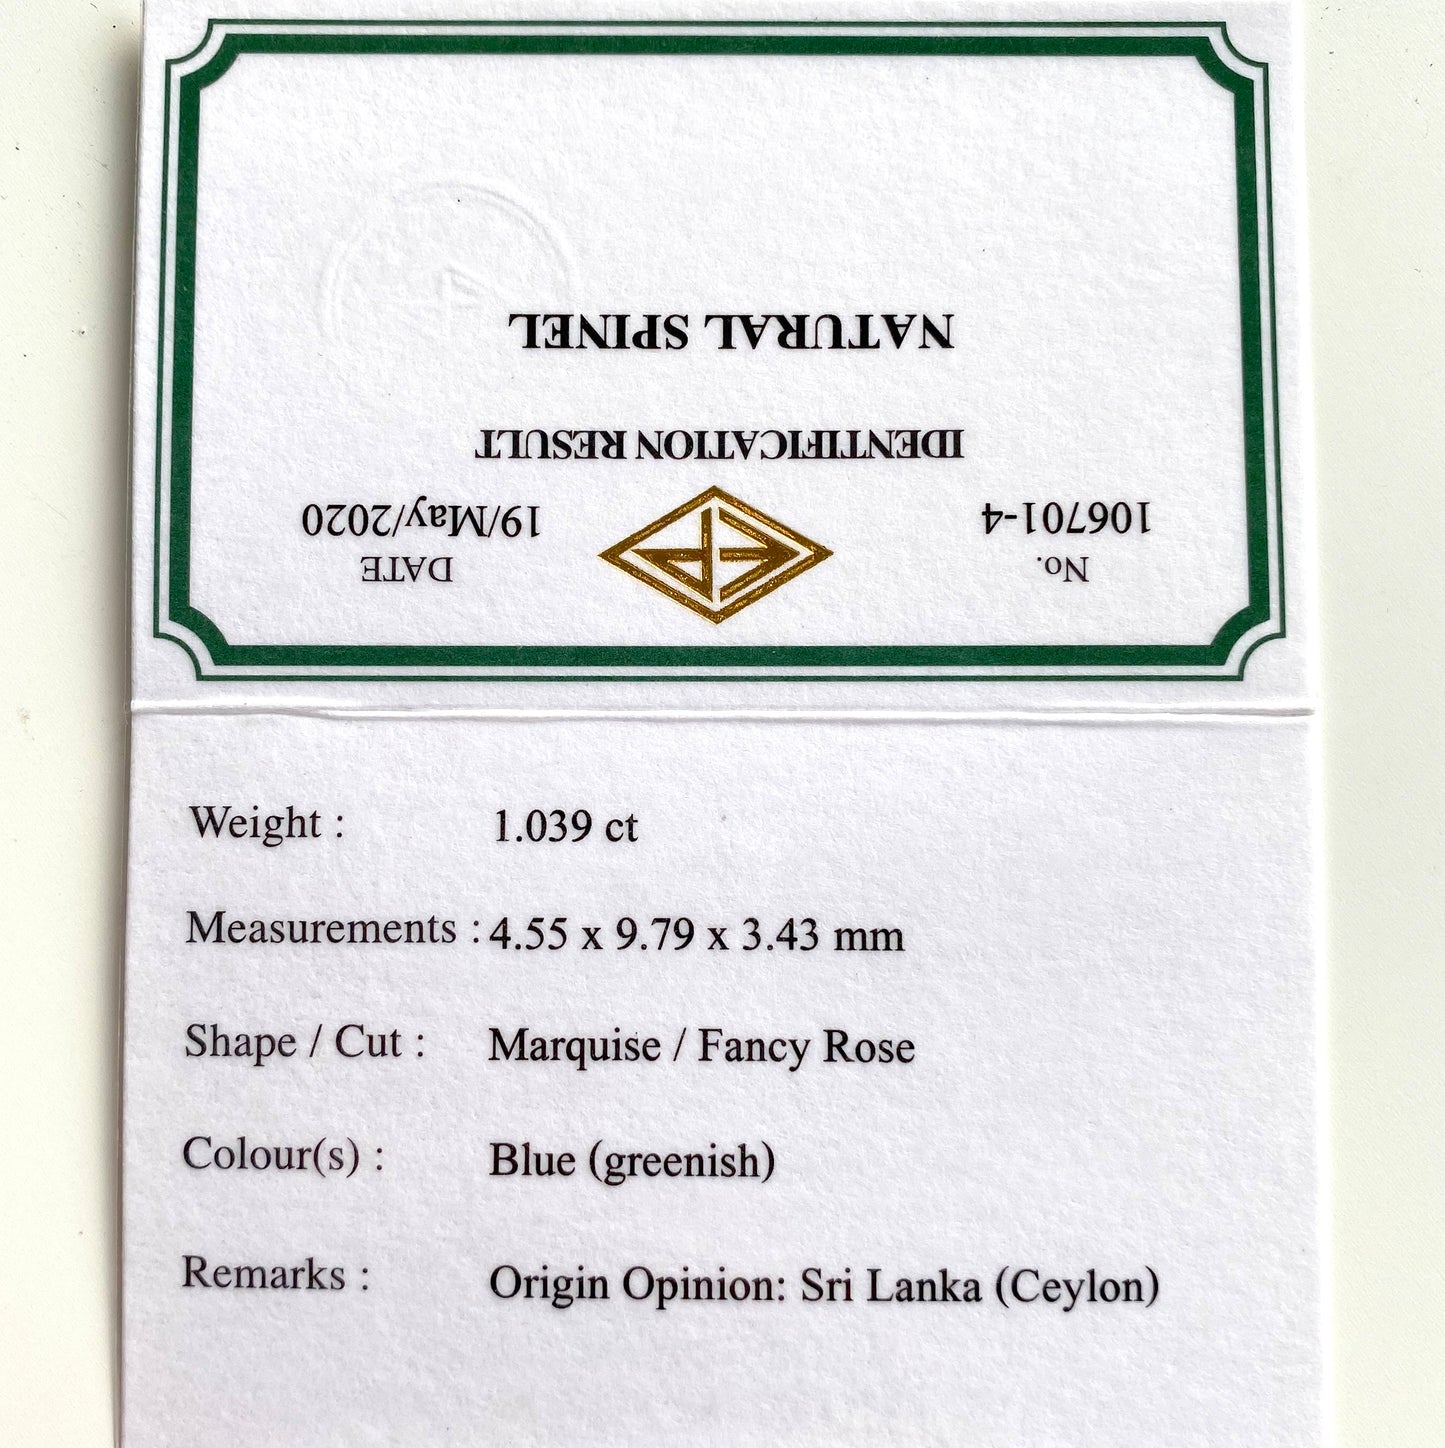 No.
106701-4
DATE
19/May/2020
IDENTIFICATION RESULT
NATURAL SPINEL
Weight : 1.039 ct
Measurements : 4.55 x 9.79 x 3.43 mm
Shape / Cut : Marquise / Fancy Rose
Colour(s) : Blue (greenish)
Remarks : Origin Opinion: Sri Lanka (Ceylon)